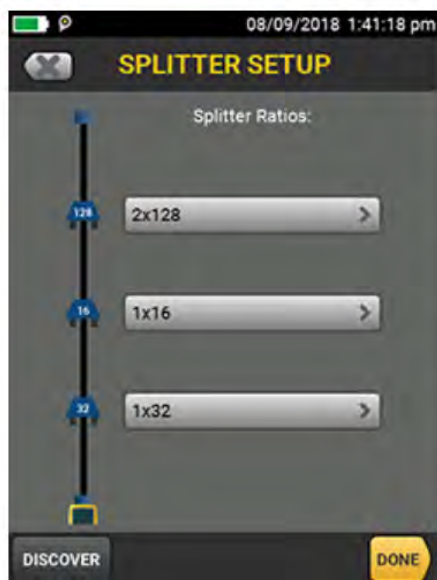 08/09/2018 1:41:18 pm
SPLITTER SETUP
Splitter Ratios:
128
2x128
16
1x16
32
1x32
DISCOVER
DONE